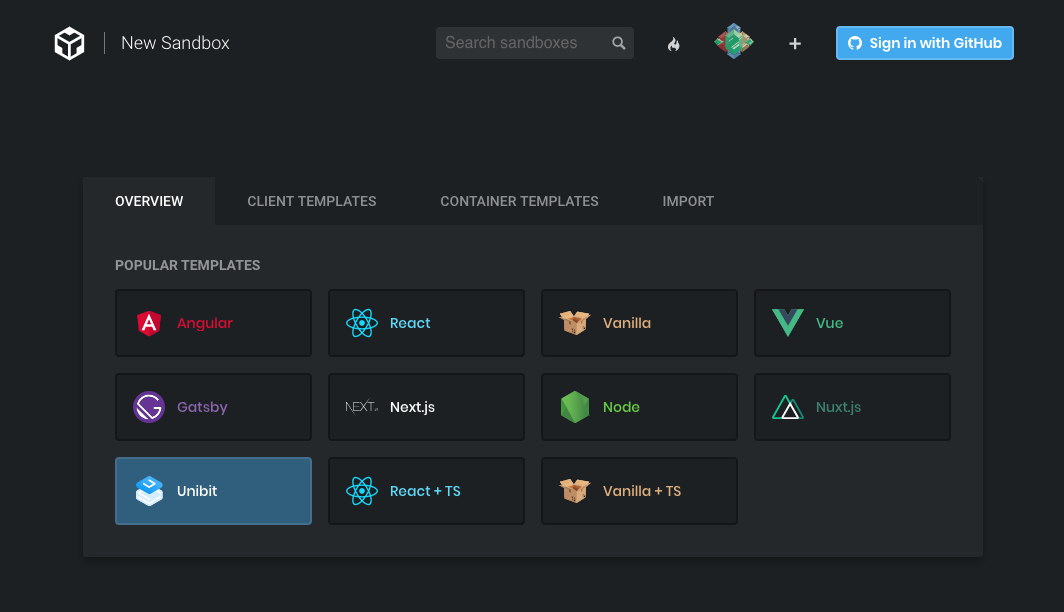 New Sandbox
Search sandboxes
Sign in with GitHub
OVERVIEW
CLIENT TEMPLATES
CONTAINER TEMPLATES
IMPORT
POPULAR TEMPLATES
Angular
React
Vanilla
Vue
Gatsby
NEXT.js
Next.js
Node
Nuxt.js
Unibit
React + TS
Vanilla + TS